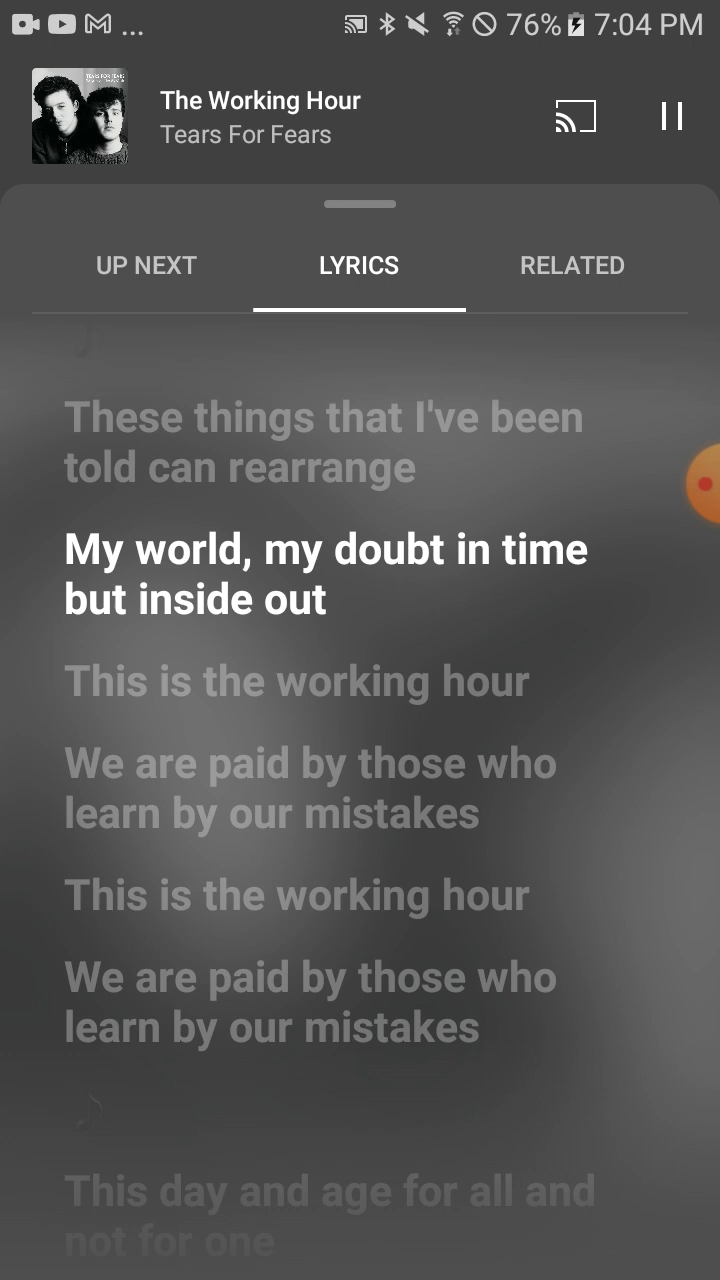 ... 76% 7:04 PM
TEARS FOR FEARS
The Working Hour
Tears For Fears
UP NEXT LYRICS RELATED
These things that I've been
told can rearrange
My world, my doubt in time
but inside out
This is the working hour
We are paid by those who
learn by our mistakes
This is the working hour
We are paid by those who
learn by our mistakes
This day and age for all and
not for one